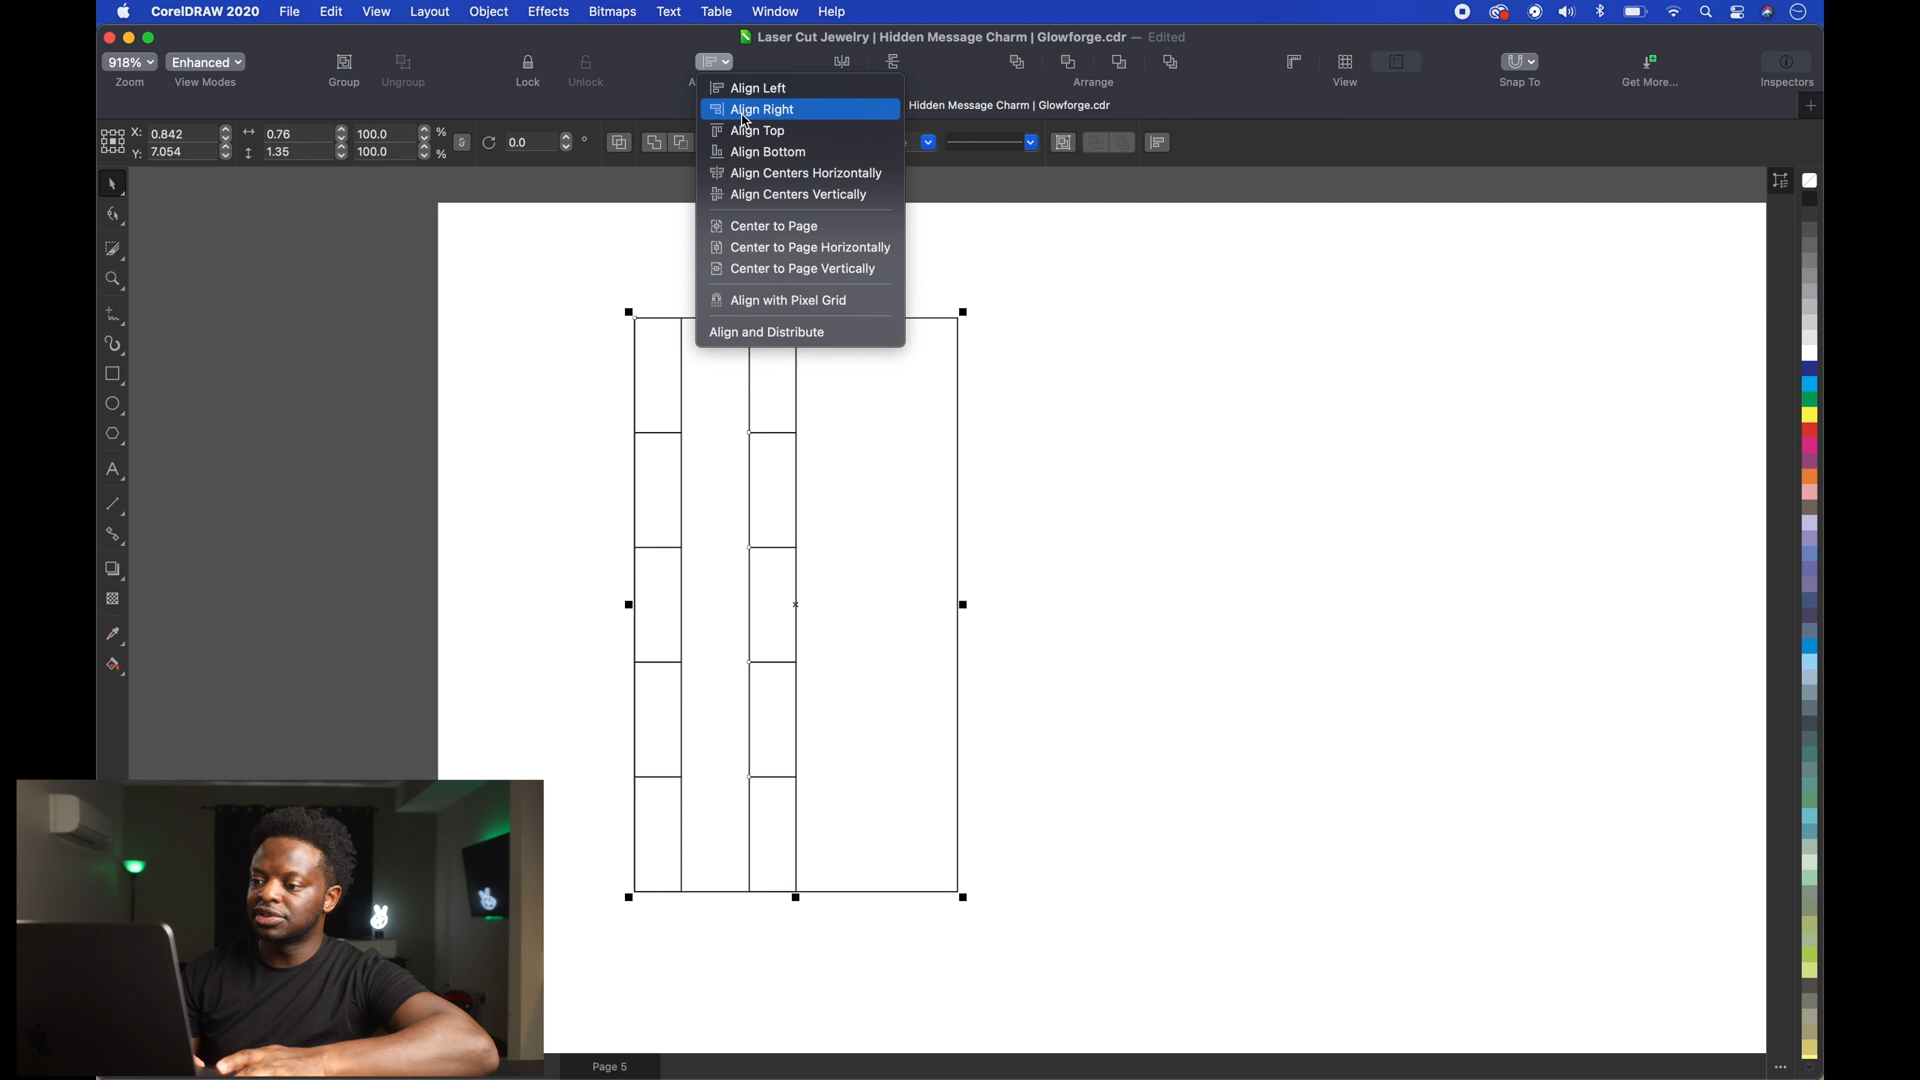 CorelDRAW 2020 File Edit View Layout Object Effects Bitmaps Text Table Window Help
Laser Cut Jewelry | Hidden Message Charm | Glowforge.cdr — Edited
918% Enhanced
Zoom View Modes Group Ungroup Lock Unlock A Arrange View Snap To Get More... Inspectors
Hidden Message Charm | Glowforge.cdr
X: 0.842 0.76 100.0 % 0.0 °
Y: 7.054 1.35 100.0 %
Align Left
Align Right
Align Top
Align Bottom
Align Centers Horizontally
Align Centers Vertically
Center to Page
Center to Page Horizontally
Center to Page Vertically
Align with Pixel Grid
Align and Distribute
Page 5